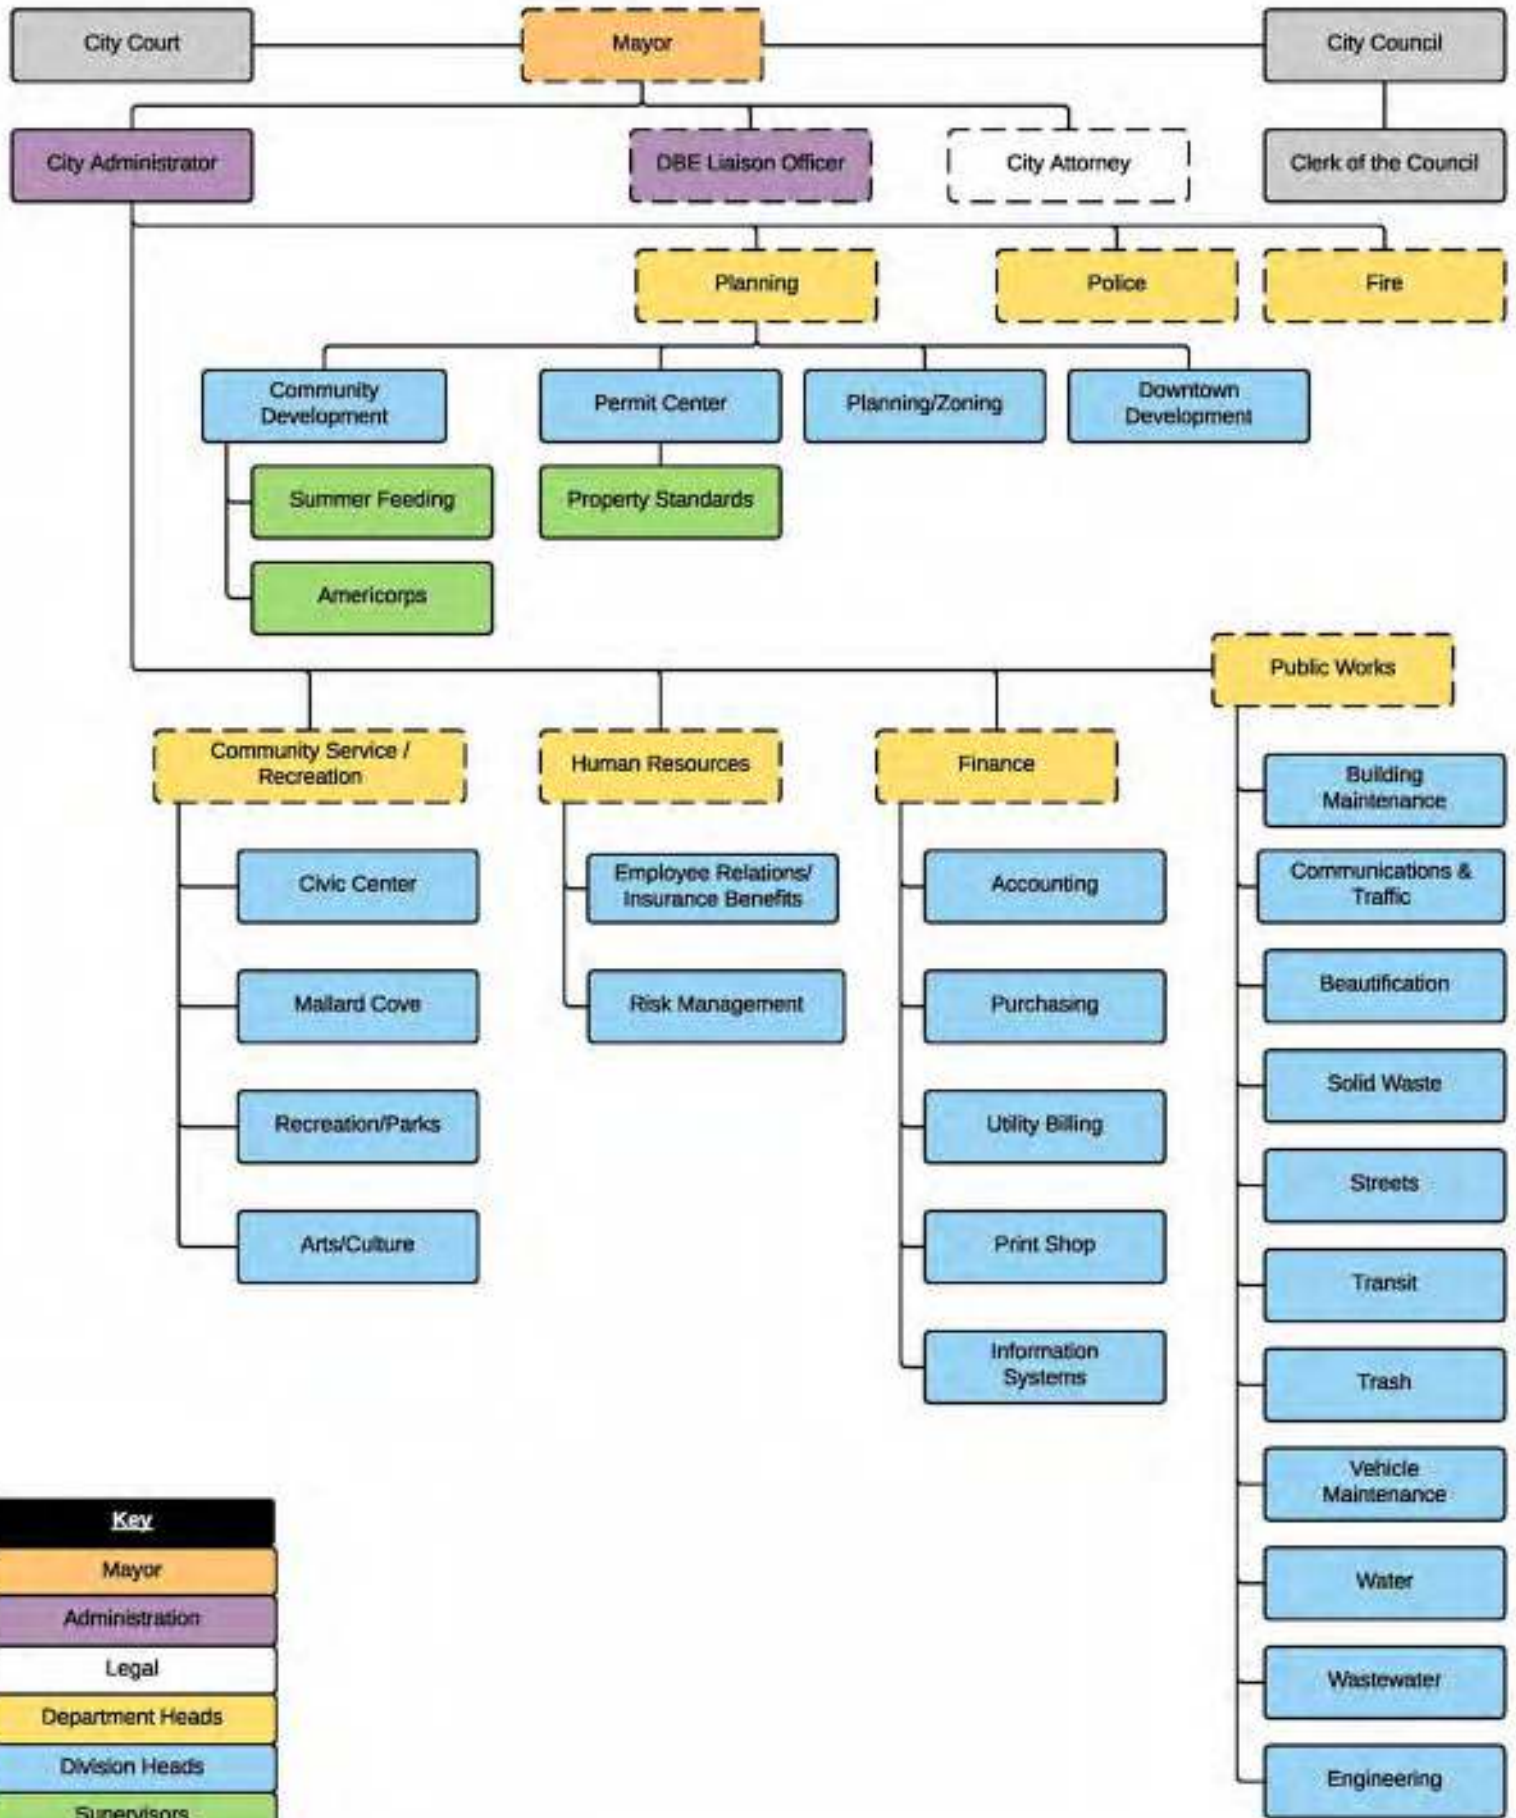 City Court
Mayor
City Council
City Administrator
DBE Liaison Officer
City Attorney
Clerk of the Council
Planning
Police
Fire
Community
Development
Permit Center
Planning/Zoning
Downtown
Development
Summer Feeding
Property Standards
Americorps
Public Works
Community Service /
Recreation
Human Resources
Finance
Building
Maintenance
Civic Center
Employee Relations/
Insurance Benefits
Accounting
Communications &
Traffic
Mallard Cove
Risk Management
Purchasing
Beautification
Solid Waste
Recreation/Parks
Utility Billing
Streets
Arts/Culture
Print Shop
Transit
Information
Systems
Trash
Vehicle
Maintenance
Water
Wastewater
Engineering
Key
Mayor
Administration
Legal
Department Heads
Division Heads
Supervisors